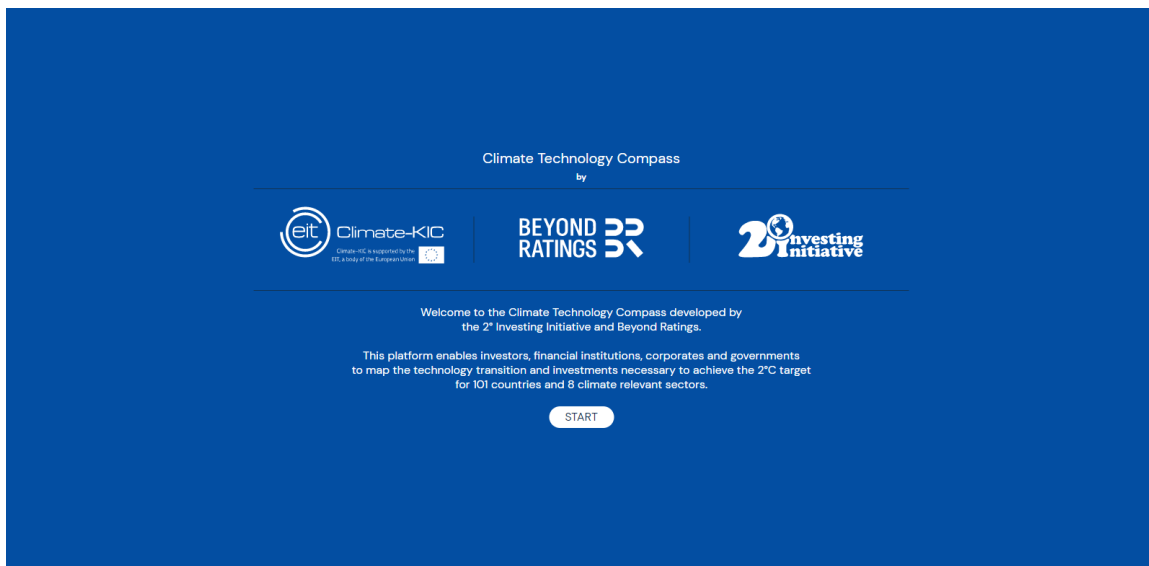 Climate Technology Compass
by
eit Climate-KIC
Climate-KIC is supported by the
EIT, a body of the European Union
BEYOND
RATINGS
2° Investing
Initiative
Welcome to the Climate Technology Compass developed by
the 2° Investing Initiative and Beyond Ratings.
This platform enables investors, financial institutions, corporates and governments
to map the technology transition and investments necessary to achieve the 2°C target
for 101 countries and 8 climate relevant sectors.
START